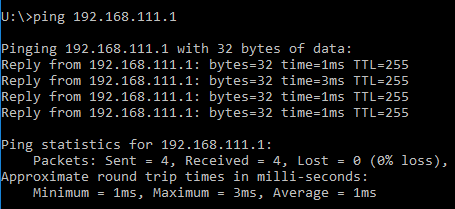 U:\>ping 192.168.111.1
Pinging 192.168.111.1 with 32 bytes of data:
Reply from 192.168.111.1: bytes=32 time=1ms TTL=255
Reply from 192.168.111.1: bytes=32 time=3ms TTL=255
Reply from 192.168.111.1: bytes=32 time=1ms TTL=255
Reply from 192.168.111.1: bytes=32 time=1ms TTL=255
Ping statistics for 192.168.111.1:
Packets: Sent = 4, Received = 4, Lost = 0 (0% loss),
Approximate round trip times in milli-seconds:
Minimum = 1ms, Maximum = 3ms, Average = 1ms